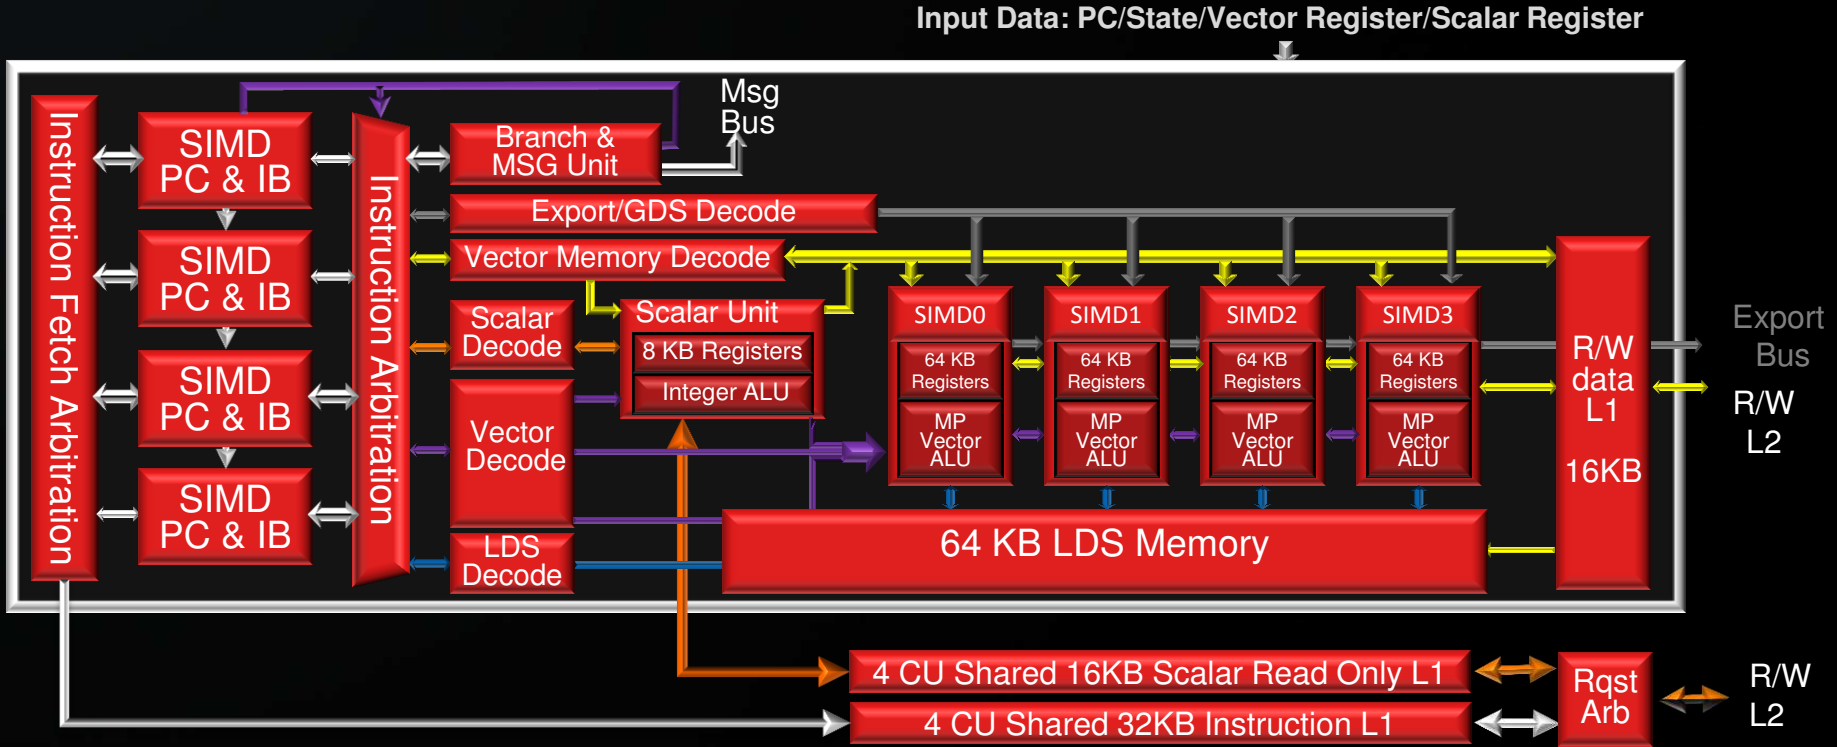 Input Data: PC/State/Vector Register/Scalar Register
Instruction Fetch Arbitration
SIMD
PC & IB
SIMD
PC & IB
SIMD
PC & IB
SIMD
PC & IB
Instruction Arbitration
Branch &
MSG Unit
Msg
Bus
Export/GDS Decode
Vector Memory Decode
Scalar
Decode
Scalar Unit
8 KB Registers
Integer ALU
Vector
Decode
LDS
Decode
SIMD0
64 KB
Registers
MP
Vector
ALU
SIMD1
64 KB
Registers
MP
Vector
ALU
SIMD2
64 KB
Registers
MP
Vector
ALU
SIMD3
64 KB
Registers
MP
Vector
ALU
64 KB LDS Memory
R/W
data
L1
16KB
Export
Bus
R/W
L2
4 CU Shared 16KB Scalar Read Only L1
4 CU Shared 32KB Instruction L1
Rqst
Arb
R/W
L2